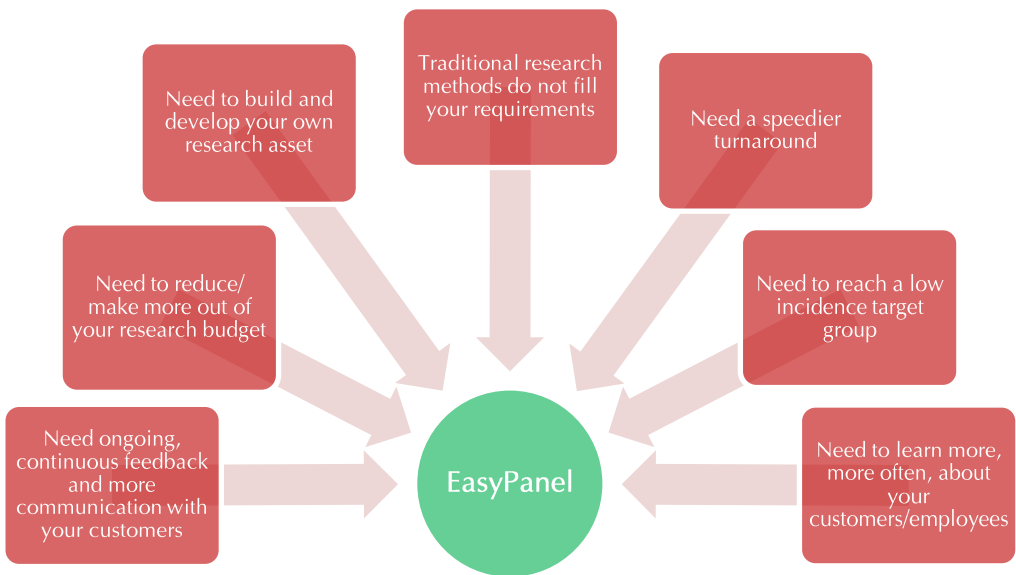 Traditional research
methods do not fill
your requirements
Need to build and
develop your own
research asset
Need a speedier
turnaround
Need to reduce/
make more out of
your research budget
Need to reach a low
incidence target
group
Need ongoing,
continuous feedback
and more
communication with
your customers
EasyPanel
Need to learn more,
more often, about
your
customers/employees